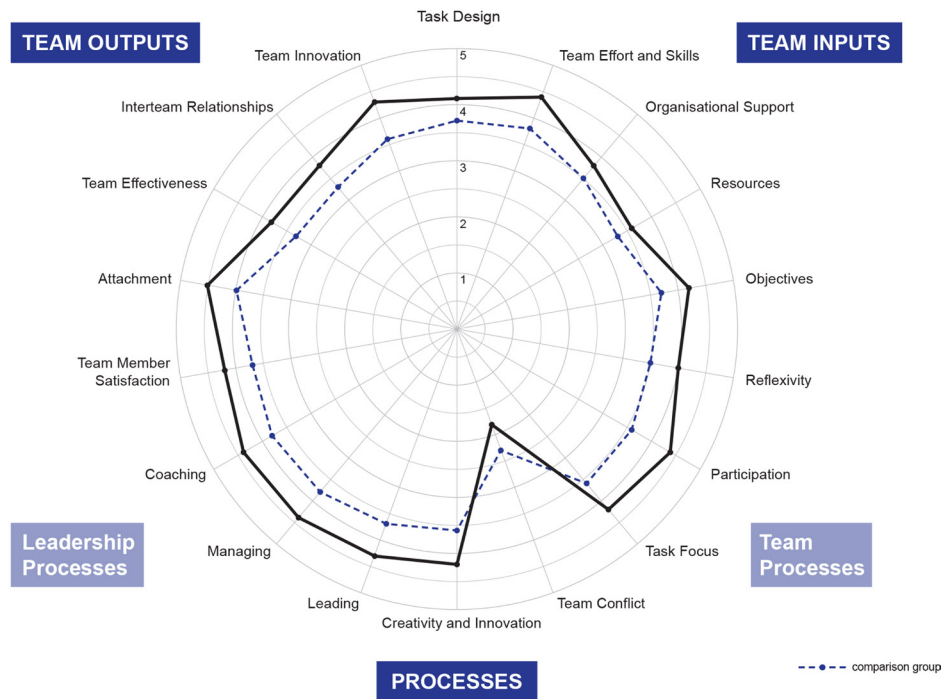 Task Design
TEAM OUTPUTS
TEAM INPUTS
Team Innovation
5
Team Effort and Skills
Interteam Relationships
4
Organisational Support
Team Effectiveness
3
Resources
2
Attachment
1
Objectives
Team Member
Satisfaction
Reflexivity
Coaching
Participation
Leadership
Processes
Managing
Task Focus
Team
Processes
Leading
Team Conflict
Creativity and Innovation
PROCESSES
comparison group